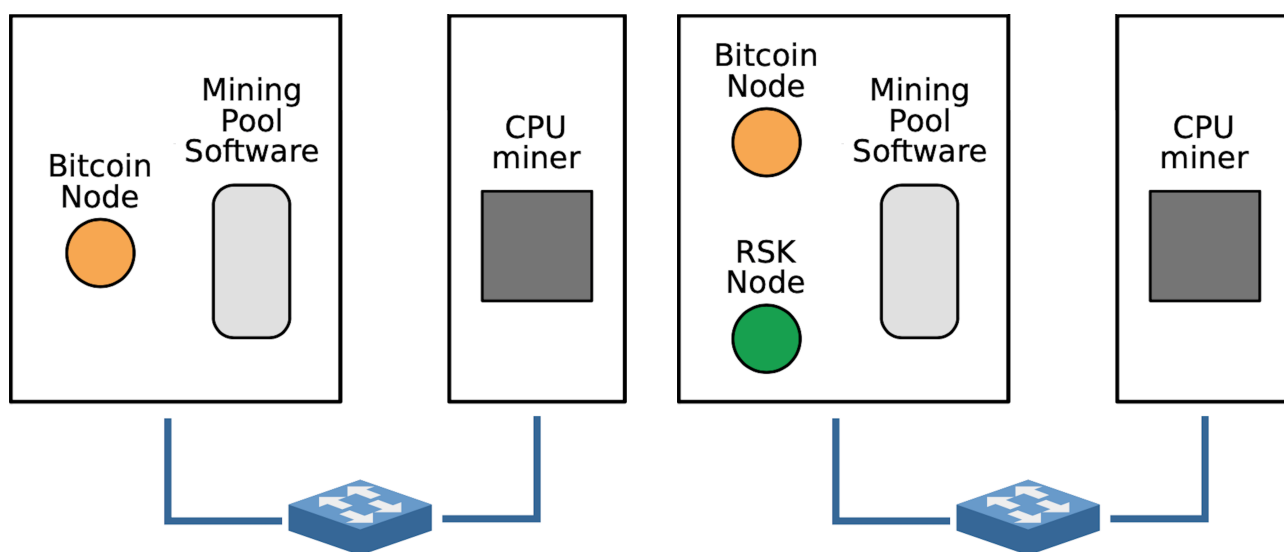 Bitcoin
Node
Mining
Pool
Software
CPU
miner
Bitcoin
Node
RSK
Node
Mining
Pool
Software
CPU
miner